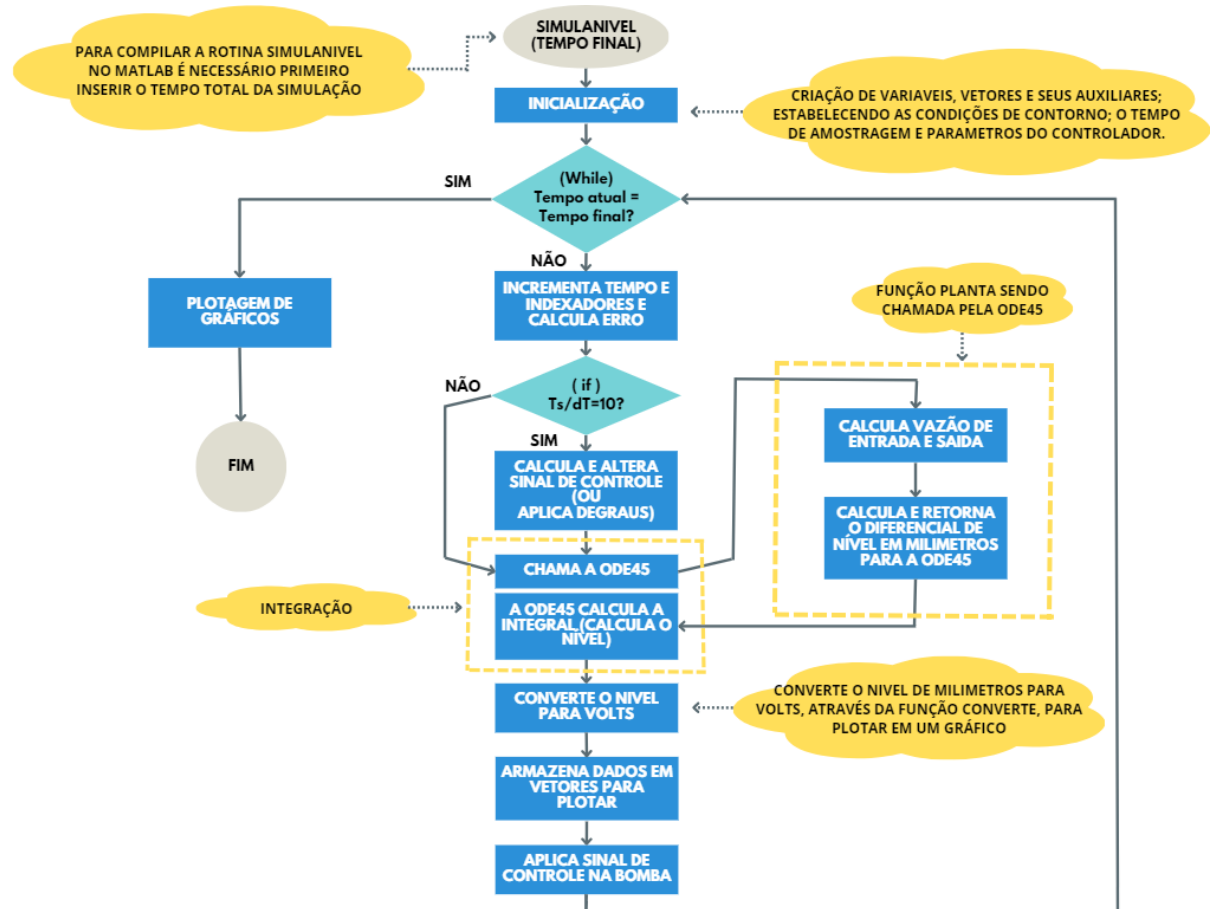 SIMULANIVEL
(TEMPO FINAL)
PARA COMPILAR A ROTINA SIMULANIVEL
NO MATLAB É NECESSÁRIO PRIMEIRO
INSERIR O TEMPO TOTAL DA SIMULAÇÃO
INICIALIZAÇÃO
CRIAÇÃO DE VARIAVEIS, VETORES E SEUS AUXILIARES;
ESTABELECENDO AS CONDIÇÕES DE CONTORNO; O TEMPO
DE AMOSTRAGEM E PARAMETROS DO CONTROLADOR.
(While)
Tempo atual =
Tempo final?
SIM
NÃO
PLOTAGEM DE
GRÁFICOS
FIM
INCREMENTA TEMPO E
INDEXADORES E
CALCULA ERRO
FUNÇÃO PLANTA SENDO
CHAMADA PELA ODE45
( if )
Ts/dT=10?
NÃO
SIM
CALCULA E ALTERA
SINAL DE CONTROLE
(OU
APLICA DEGRAUS)
CALCULA VAZÃO DE
ENTRADA E SAIDA
CALCULA E RETORNA
O DIFERENCIAL DE
NÍVEL EM MILIMETROS
PARA A ODE45
CHAMA A ODE45
INTEGRAÇÃO
A ODE45 CALCULA A
INTEGRAL,(CALCULA O
NÍVEL)
CONVERTE O NIVEL
PARA VOLTS
CONVERTE O NIVEL DE MILIMETROS PARA
VOLTS, ATRAVÉS DA FUNÇÃO CONVERTE, PARA
PLOTAR EM UM GRÁFICO
ARMAZENA DADOS EM
VETORES PARA
PLOTAR
APLICA SINAL DE
CONTROLE NA BOMBA